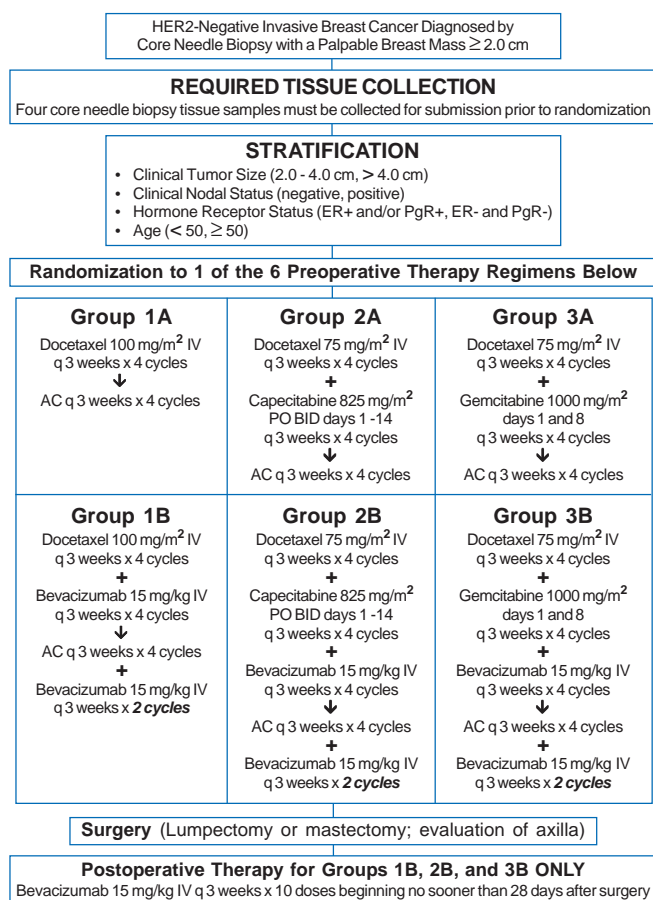 HER2-Negative Invasive Breast Cancer Diagnosed by
Core Needle Biopsy with a Palpable Breast Mass ≥ 2.0 cm
REQUIRED TISSUE COLLECTION
Four core needle biopsy tissue samples must be collected for submission prior to randomization
STRATIFICATION
• Clinical Tumor Size (2.0 - 4.0 cm, > 4.0 cm)
• Clinical Nodal Status (negative, positive)
• Hormone Receptor Status (ER+ and/or PgR+, ER- and PgR-)
• Age (< 50, ≥ 50)
Randomization to 1 of the 6 Preoperative Therapy Regimens Below
Group 1A
Docetaxel 100 mg/m² IV
q 3 weeks x 4 cycles
↓
AC q 3 weeks x 4 cycles
Group 2A
Docetaxel 75 mg/m² IV
q 3 weeks x 4 cycles
+
Capecitabine 825 mg/m²
PO BID days 1 -14
q 3 weeks x 4 cycles
↓
AC q 3 weeks x 4 cycles
Group 3A
Docetaxel 75 mg/m² IV
q 3 weeks x 4 cycles
+
Gemcitabine 1000 mg/m²
days 1 and 8
q 3 weeks x 4 cycles
↓
AC q 3 weeks x 4 cycles
Group 1B
Docetaxel 100 mg/m² IV
q 3 weeks x 4 cycles
+
Bevacizumab 15 mg/kg IV
q 3 weeks x 4 cycles
↓
AC q 3 weeks x 4 cycles
+
Bevacizumab 15 mg/kg IV
q 3 weeks x 2 cycles
Group 2B
Docetaxel 75 mg/m² IV
q 3 weeks x 4 cycles
+
Capecitabine 825 mg/m²
PO BID days 1 -14
q 3 weeks x 4 cycles
+
Bevacizumab 15 mg/kg IV
q 3 weeks x 4 cycles
↓
AC q 3 weeks x 4 cycles
+
Bevacizumab 15 mg/kg IV
q 3 weeks x 2 cycles
Group 3B
Docetaxel 75 mg/m² IV
q 3 weeks x 4 cycles
+
Gemcitabine 1000 mg/m²
days 1 and 8
q 3 weeks x 4 cycles
+
Bevacizumab 15 mg/kg IV
q 3 weeks x 4 cycles
↓
AC q 3 weeks x 4 cycles
+
Bevacizumab 15 mg/kg IV
q 3 weeks x 2 cycles
Surgery (Lumpectomy or mastectomy; evaluation of axilla)
Postoperative Therapy for Groups 1B, 2B, and 3B ONLY
Bevacizumab 15 mg/kg IV q 3 weeks x 10 doses beginning no sooner than 28 days after surgery